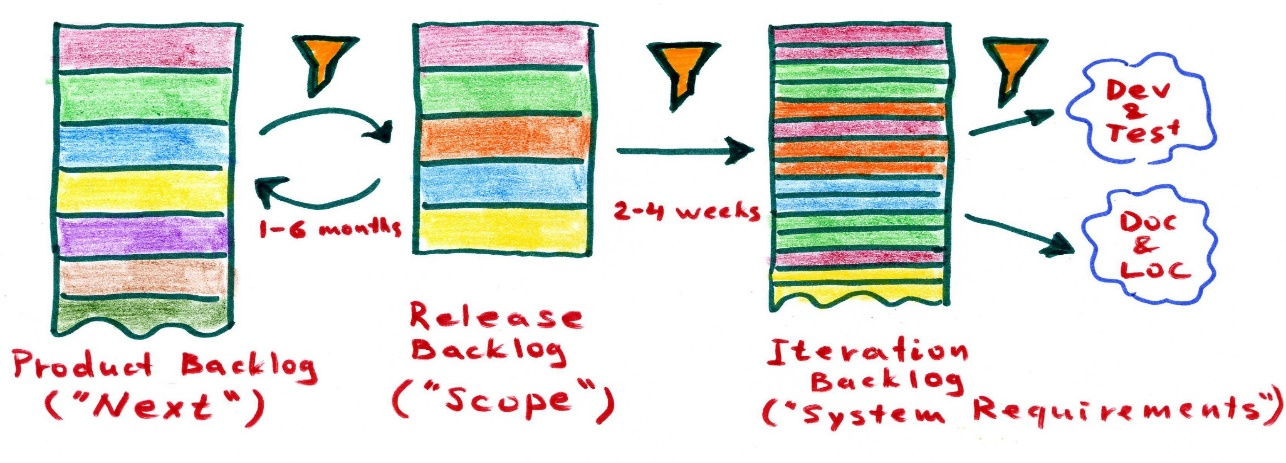 1-6 months
2-4 weeks
Dev
&
Test
Doc
&
LOC
Product Backlog
("Next")
Release
Backlog
("Scope")
Iteration
Backlog
("System Requirements")